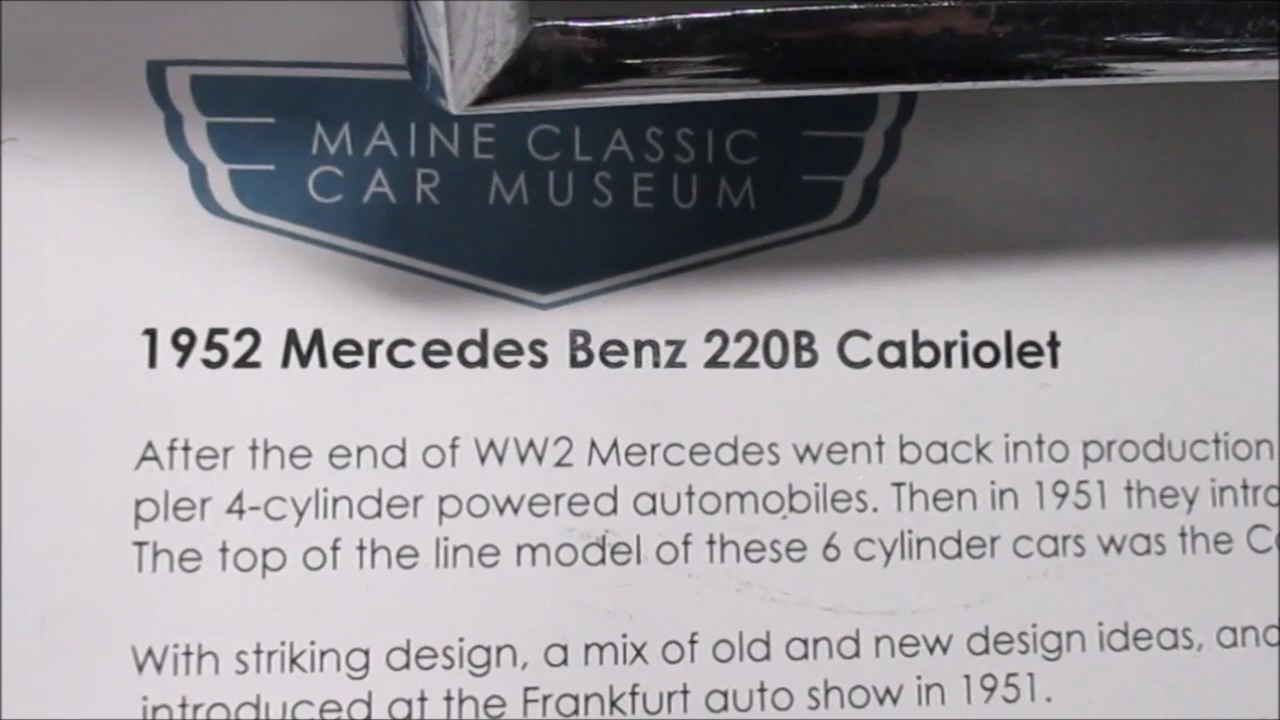 MAINE CLASSIC
CAR MUSEUM
1952 Mercedes Benz 220B Cabriolet
After the end of WW2 Mercedes went back into production
pler 4-cylinder powered automobiles. Then in 1951 they
The top of the line model of these 6 cylinder cars was the
With striking design, a mix of old and new design ideas, and
introduced at the Frankfurt auto show in 1951.